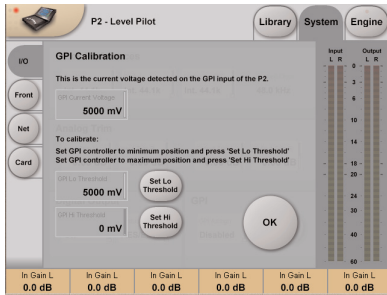 P2 - Level Pilot
Library
System
Engine
I/O
Front
Net
Card
GPI Calibration
This is the current voltage detected on the GPI input of the P2.
GPI Current Voltage
5000 mV
To calibrate:
Set GPI controller to minimum position and press 'Set Lo Threshold'
Set GPI controller to maximum position and press 'Set Hi Threshold'
GPI Lo Threshold
5000 mV
Set Lo
Threshold
GPI Hi Threshold
0 mV
Set Hi
Threshold
OK
Input Output
L R L R
0
3
6
10
14
18
20
24
30
40
60
In Gain L In Gain L In Gain L In Gain L In Gain L In Gain L
0.0 dB 0.0 dB 0.0 dB 0.0 dB 0.0 dB 0.0 dB